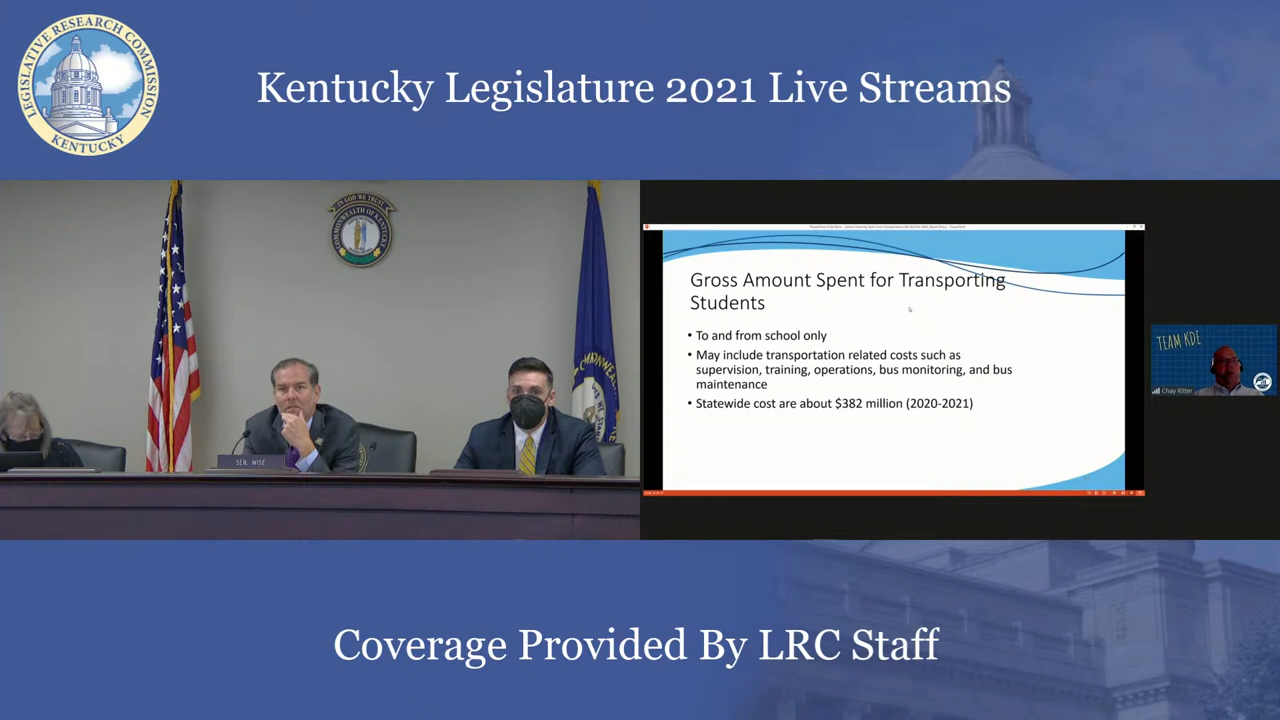 LEGISLATIVE RESEARCH COMMISSION
KENTUCKY
Kentucky Legislature 2021 Live Streams
IN GOD WE TRUST
COMMONWEALTH OF KENTUCKY
SEN. WISE
Gross Amount Spent for Transporting
Students
• To and from school only
• May include transportation related costs such as
supervision, training, operations, bus monitoring, and bus
maintenance
• Statewide cost are about $382 million (2020-2021)
TEAM KDE
Chay Ritter
Coverage Provided By LRC Staff